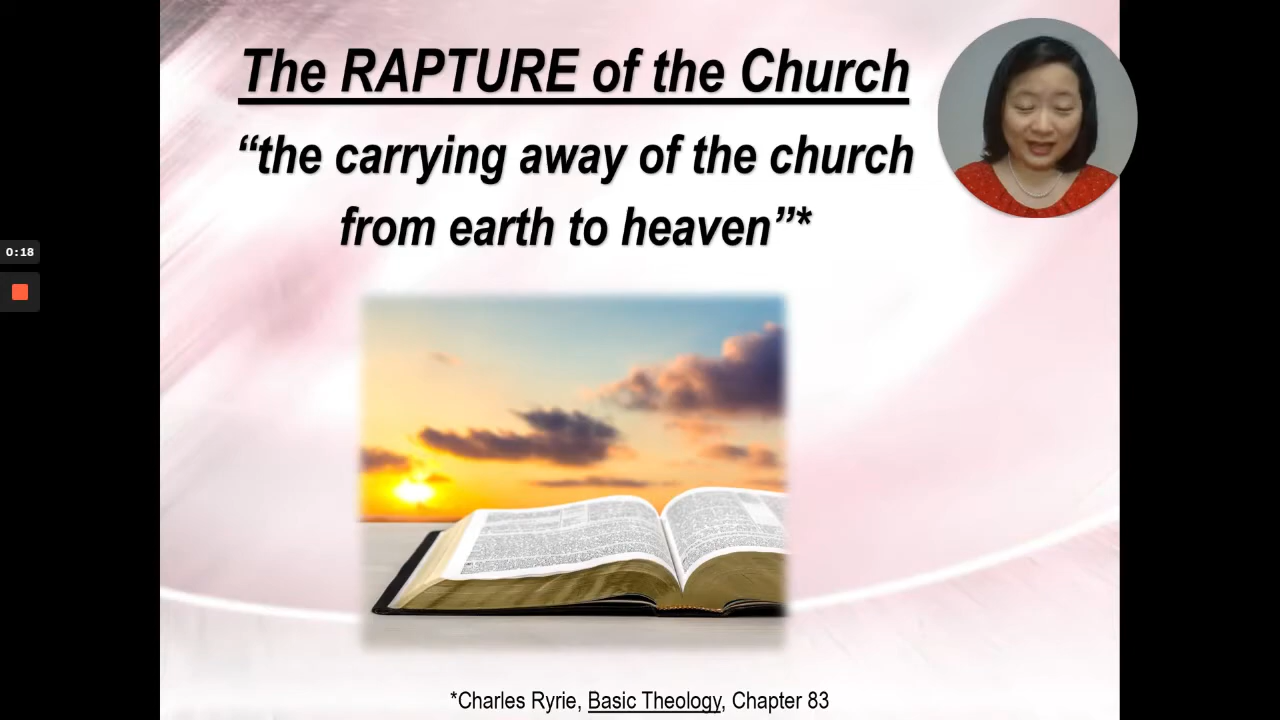 The RAPTURE of the Church
“the carrying away of the church
from earth to heaven”*
0:18
*Charles Ryrie, Basic Theology, Chapter 83